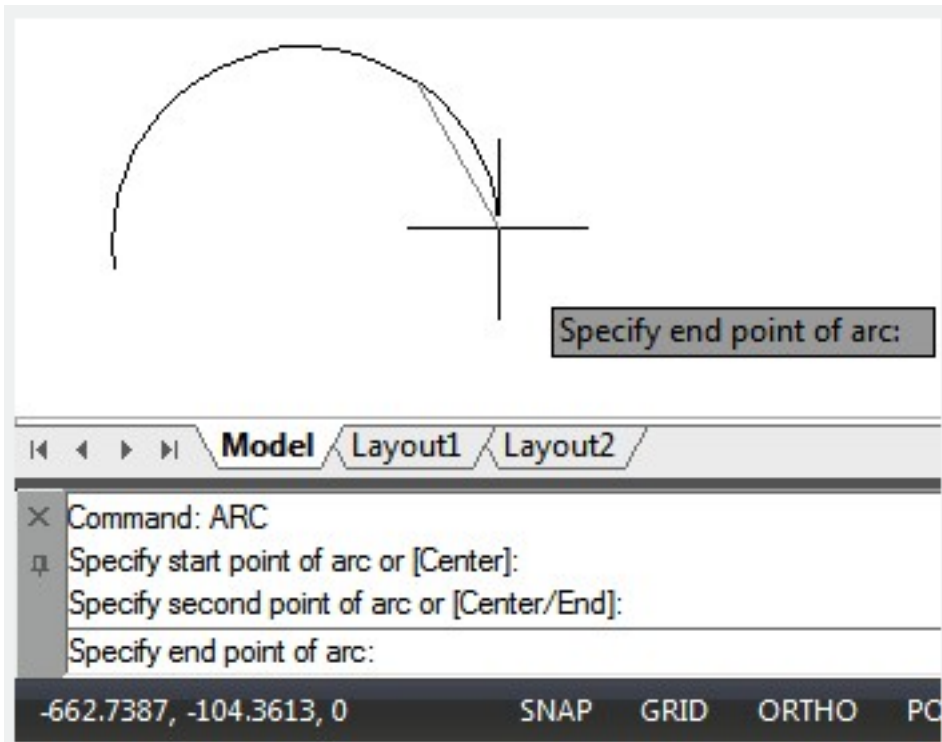 Specify end point of arc:
Model Layout1 Layout2
Command: ARC
Specify start point of arc or [Center]:
Specify second point of arc or [Center/End]:
Specify end point of arc:
-662.7387, -104.3613, 0 SNAP GRID ORTHO PO